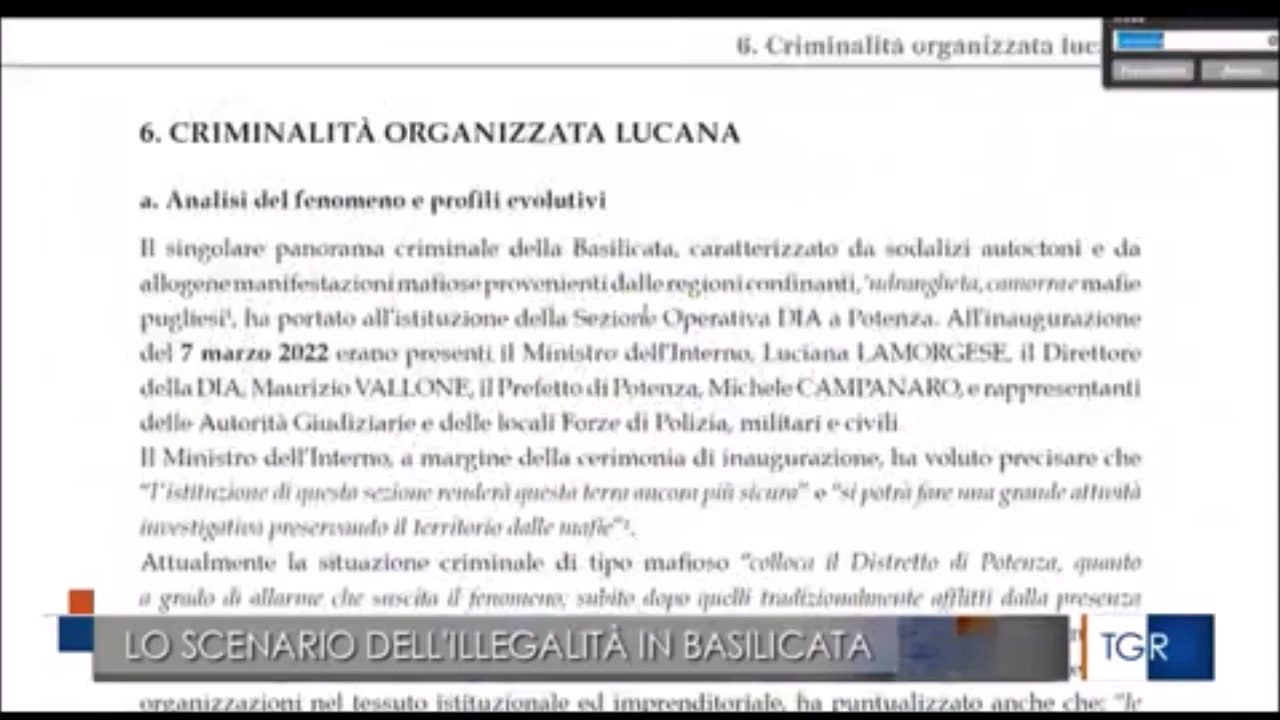 6. Criminalità organizzata luc
6. CRIMINALITÀ ORGANIZZATA LUCANA
a. Analisi del fenomeno e profili evolutivi
Il singolare panorama criminale della Basilicata, caratterizzato da sodalizi autoctoni e da
allogene manifestazioni mafiose provenienti dalle regioni confinanti, 'ndrangheta, camorra e mafie
pugliesi¹, ha portato all'istituzione della Sezione Operativa DIA a Potenza. All'inaugurazione
del 7 marzo 2022 erano presenti il Ministro dell'Interno, Luciana LAMORGESE, il Direttore
della DIA, Maurizio VALLONE, il Prefetto di Potenza, Michele CAMPANARO, e rappresentanti
delle Autorità Giudiziarie e delle locali Forze di Polizia, militari e civili.
Il Ministro dell'Interno, a margine della cerimonia di inaugurazione, ha voluto precisare che
"l'istituzione di questa sezione renderà questa terra ancora più sicura" e "si potrà fare una grande attività
investigativa preservando il territorio dalle mafie"².
Attualmente la situazione criminale di tipo mafioso "colloca il Distretto di Potenza, quanto
a grado di allarme che suscita il fenomeno, subito dopo quelli tradizionalmente afflitti dalla presenza
LO SCENARIO DELL'ILLEGALITÀ IN BASILICATA
TGR
organizzazioni nel tessuto istituzionale ed imprenditoriale, ha puntualizzato anche che: "le